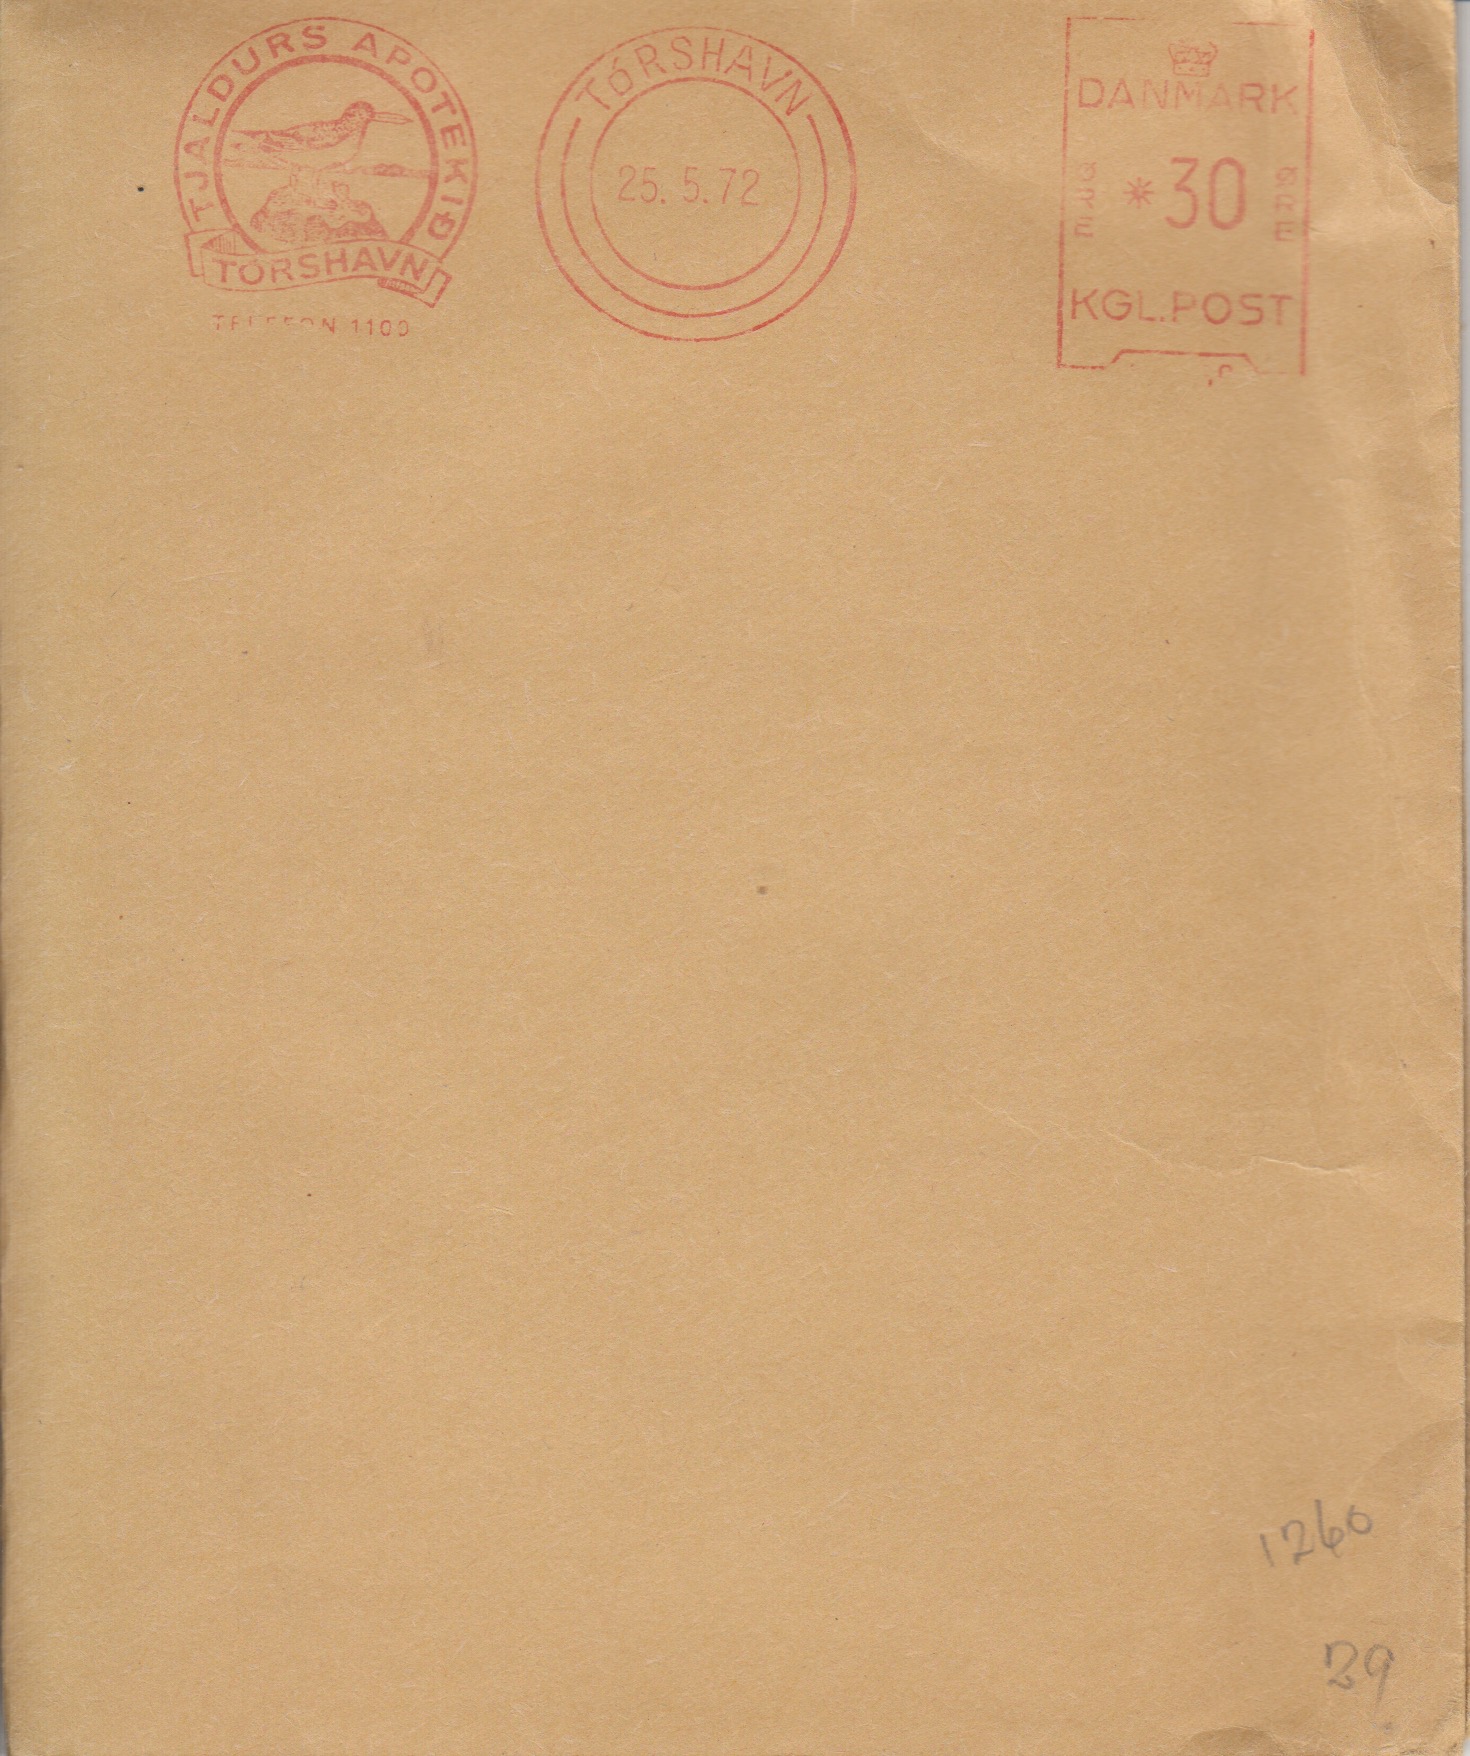 TJALDURS APOTEKIÐ
TÓRSHAVN
TELEFON 1100
TÓRSHAVN
25. 5. 72
DANMARK
ØRE *30 ØRE
KGL. POST
1260
29